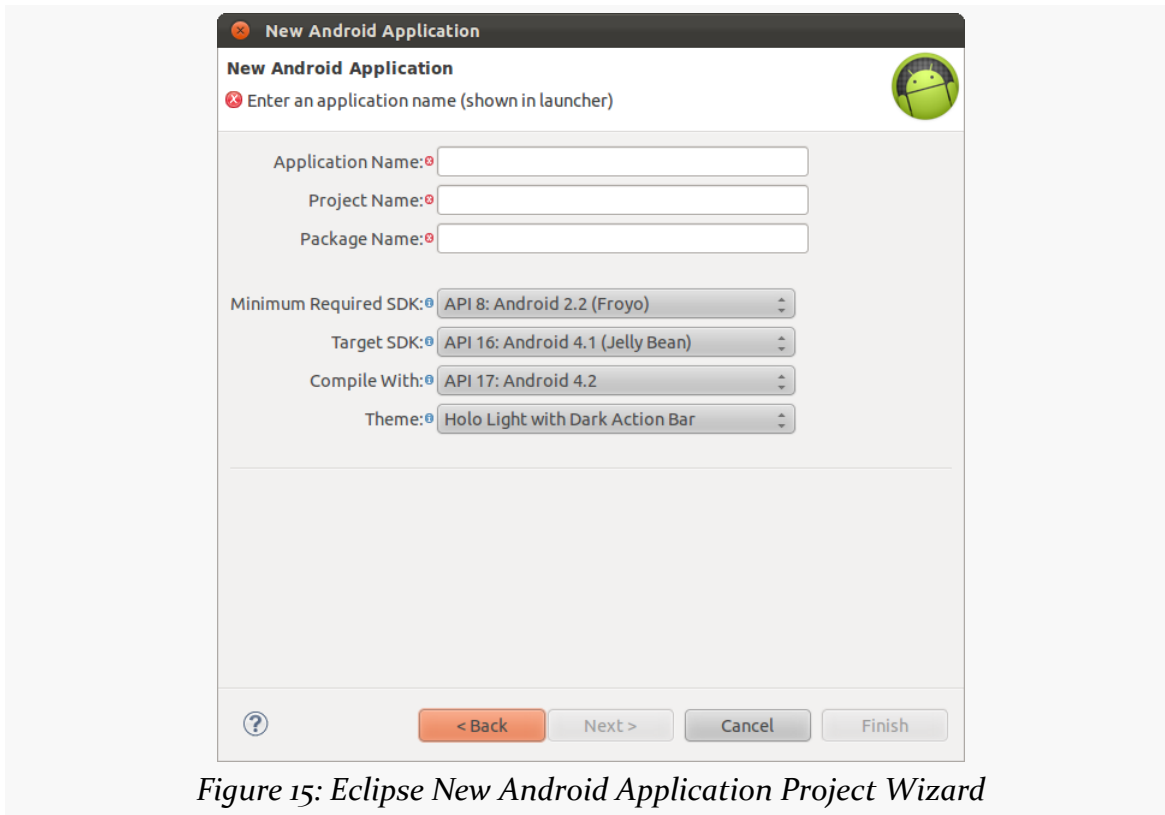 New Android Application
New Android Application
Enter an application name (shown in launcher)
Application Name:
Project Name:
Package Name:
Minimum Required SDK: API 8: Android 2.2 (Froyo)
Target SDK: API 16: Android 4.1 (Jelly Bean)
Compile With: API 17: Android 4.2
Theme: Holo Light with Dark Action Bar
? < Back Next > Cancel Finish
Figure 15: Eclipse New Android Application Project Wizard